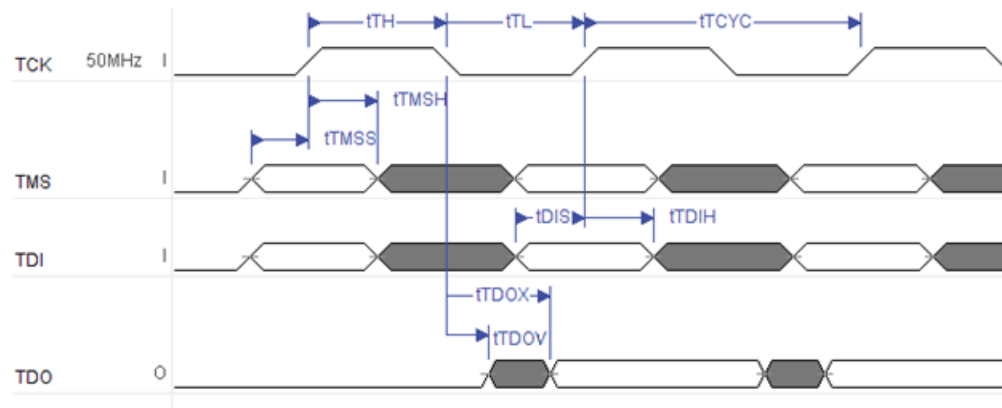 tTH tTL tTCYC
TCK 50MHz I
tTMSH
tTMSS
TMS I
tDIS tTDIH
TDI I
tTDOX
tTDOV
TDO O